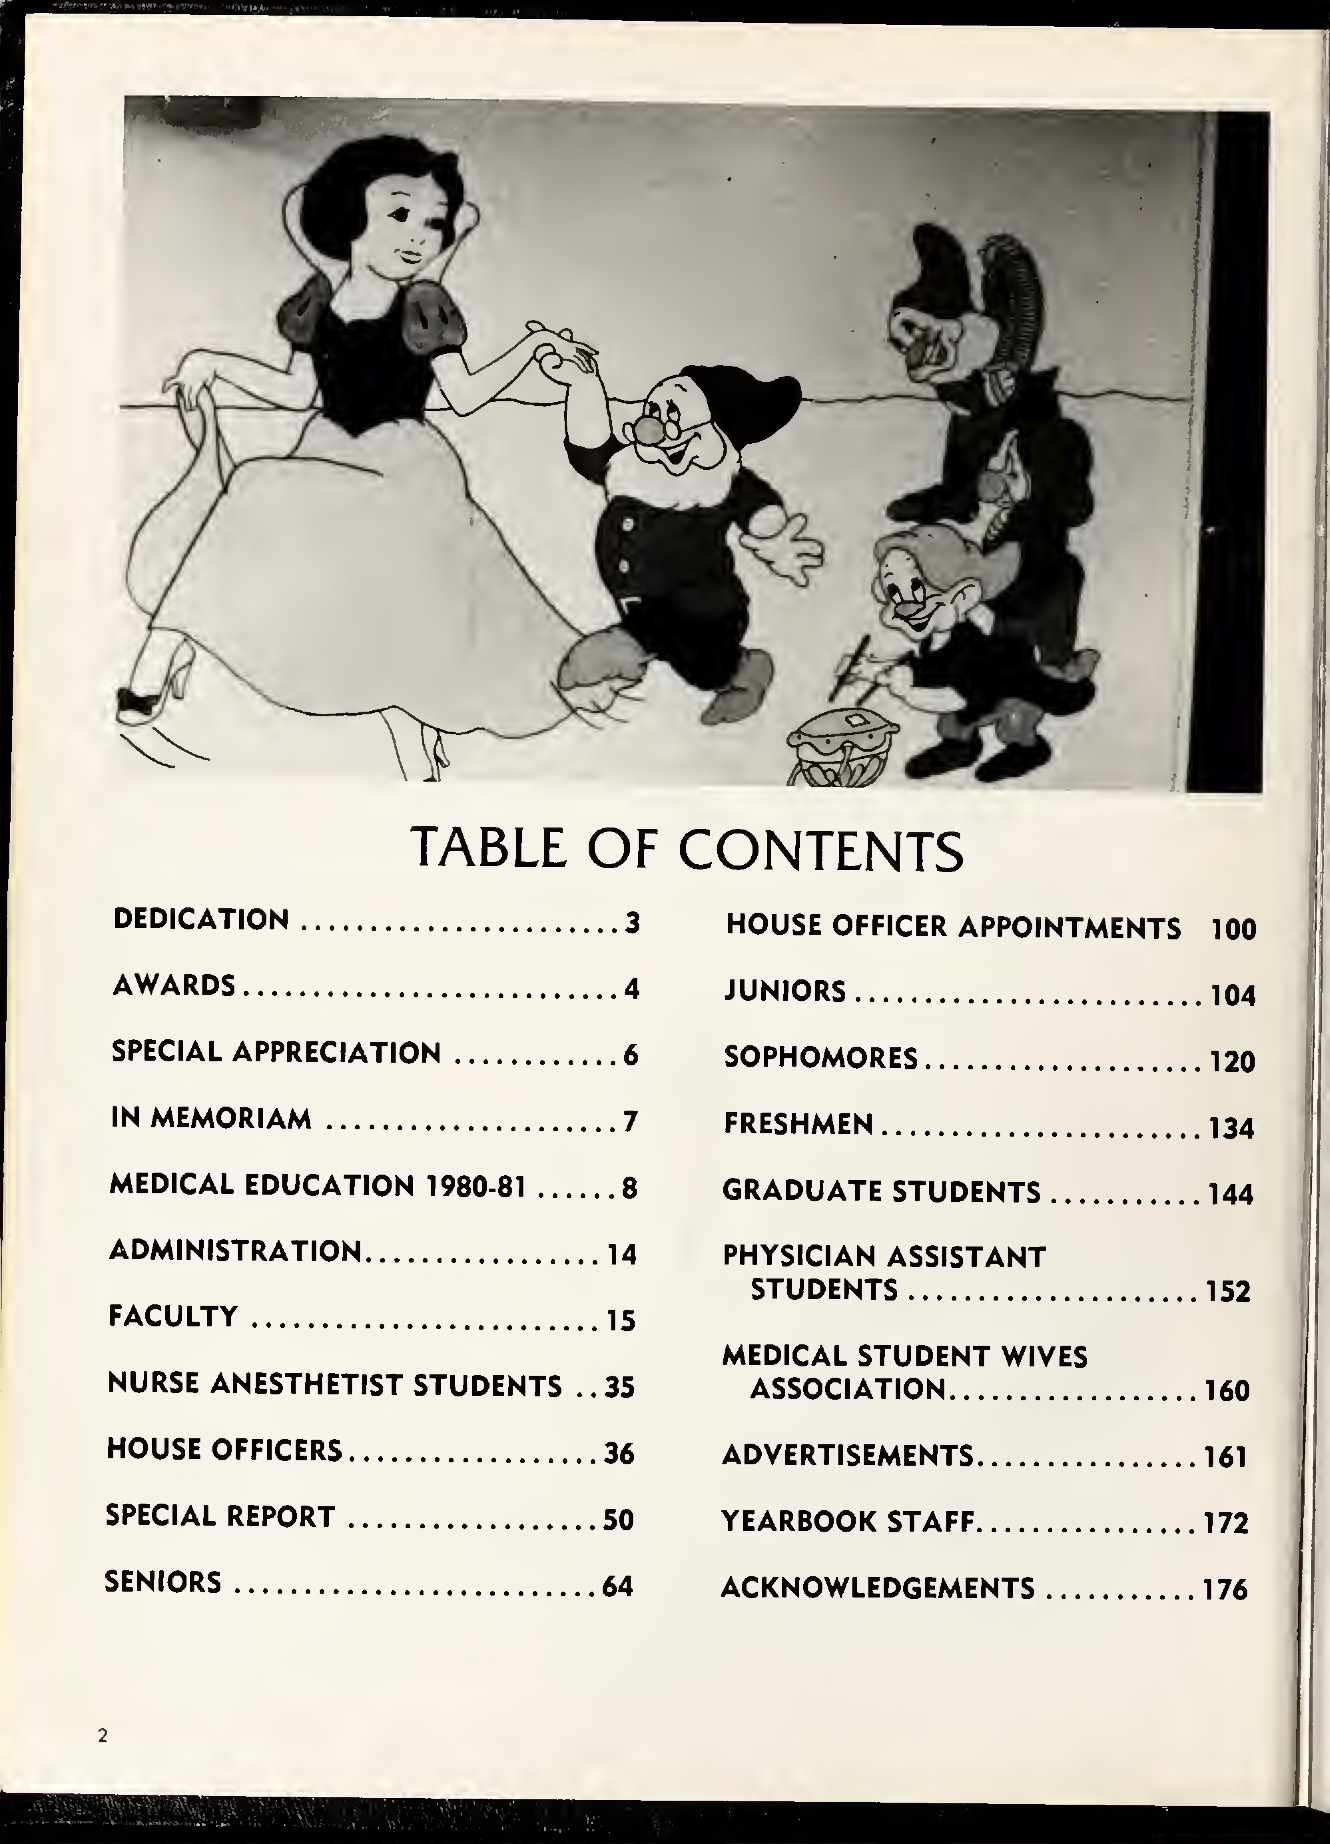 TABLE OF CONTENTS
DEDICATION ....................... 3
AWARDS........................... 4
SPECIAL APPRECIATION ............ 6
IN MEMORIAM ..................... 7
MEDICAL EDUCATION 1980-81 ...... 8
ADMINISTRATION................. 14
FACULTY ......................... 15
NURSE ANESTHETIST STUDENTS .. 35
HOUSE OFFICERS.................. 36
SPECIAL REPORT .................. 50
SENIORS .......................... 64
HOUSE OFFICER APPOINTMENTS 100
JUNIORS ......................... 104
SOPHOMORES.................... 120
FRESHMEN ....................... 134
GRADUATE STUDENTS ........... 144
PHYSICIAN ASSISTANT
STUDENTS ..................... 152
MEDICAL STUDENT WIVES
ASSOCIATION.................. 160
ADVERTISEMENTS................ 161
YEARBOOK STAFF................ 172
ACKNOWLEDGEMENTS ........... 176
2